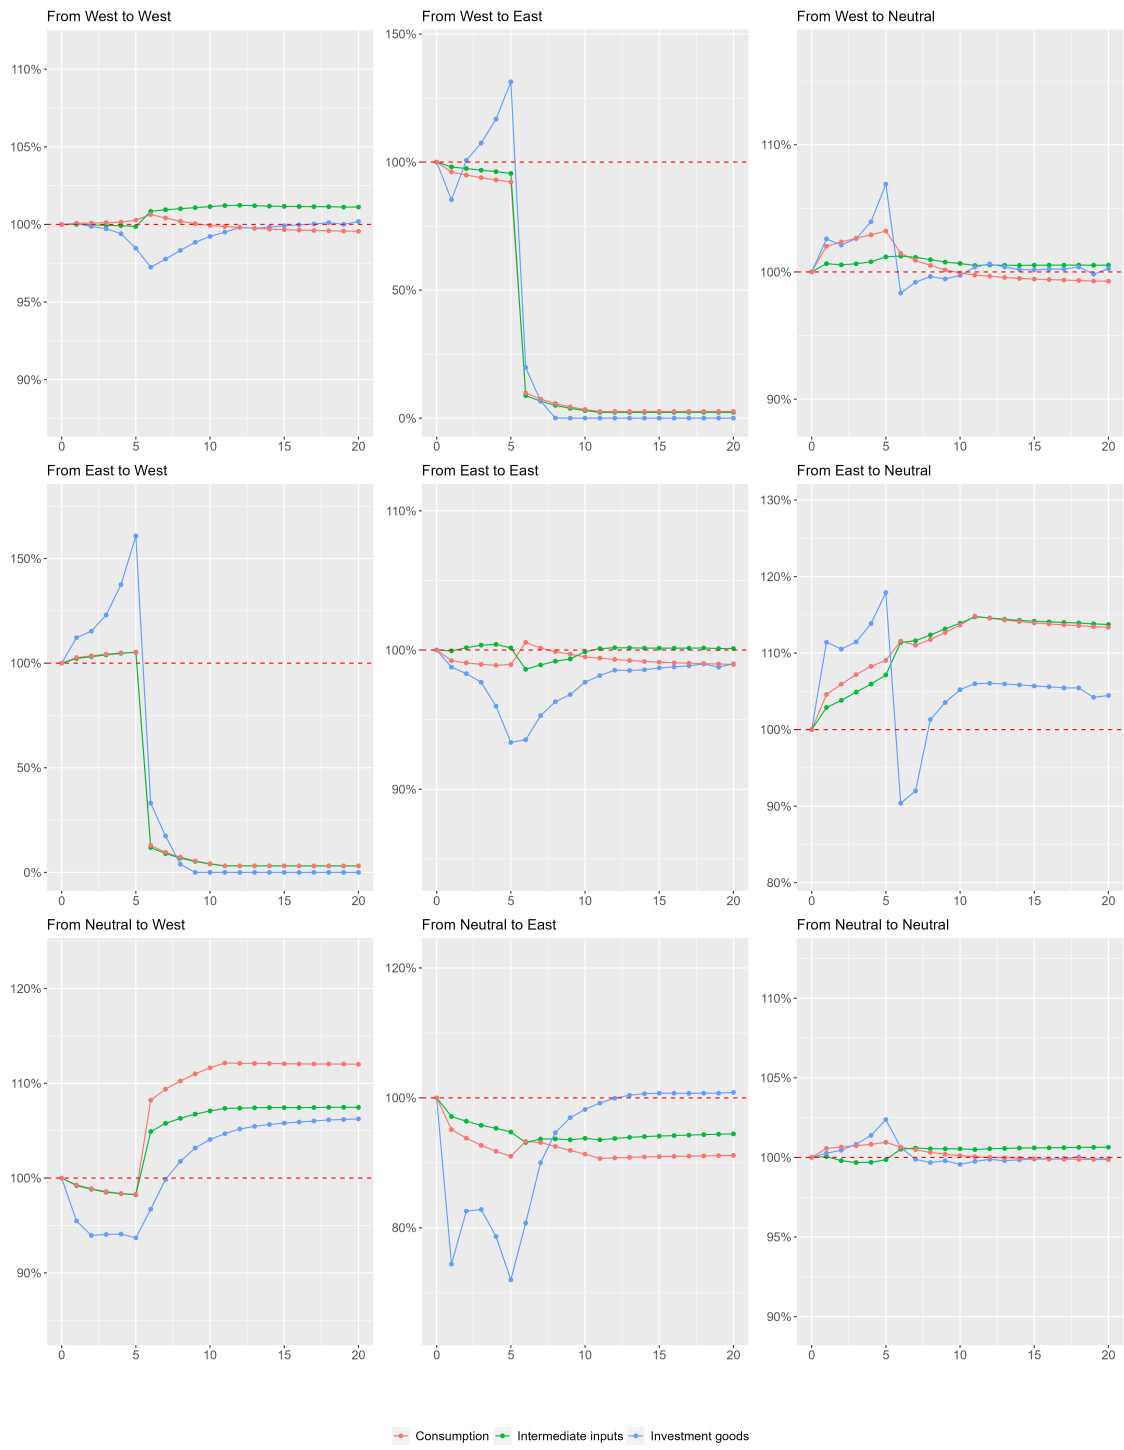 From West to West
From West to East
From West to Neutral
110%
105%
100%
95%
90%
0 5 10 15 20
150%
100%
50%
0%
0 5 10 15 20
110%
100%
90%
0 5 10 15 20
From East to West
From East to East
From East to Neutral
150%
100%
50%
0%
0 5 10 15 20
110%
100%
90%
0 5 10 15 20
130%
120%
110%
100%
90%
80%
0 5 10 15 20
From Neutral to West
From Neutral to East
From Neutral to Neutral
120%
110%
100%
90%
0 5 10 15 20
120%
100%
80%
0 5 10 15 20
110%
105%
100%
95%
90%
0 5 10 15 20
Consumption Intermediate inputs Investment goods